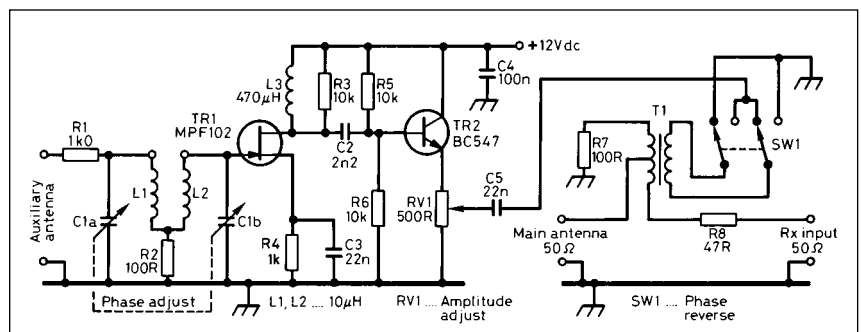 +12Vdc
L3
470µH
R3
10k
R5
10k
C4
100n
TR1
MPF102
R1
1k0
C2
2n2
TR2
BC547
T1
R7
100R
SW1
Auxiliary
antenna
L1
L2
C1a
C1b
R2
100R
R4
1k
C3
22n
R6
10k
RV1
500R
C5
22n
Main antenna
50Ω
R8
47R
Rx input
50Ω
Phase adjust
L1, L2 .... 10µH
RV1 .... Amplitude
adjust
SW1 .... Phase
reverse